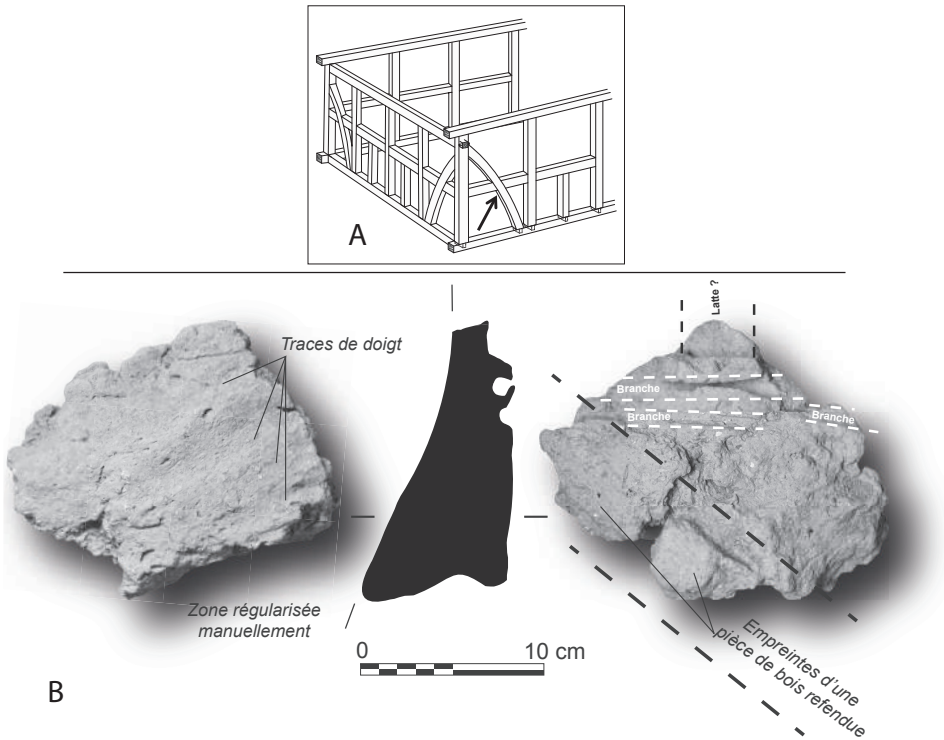 A
Traces de doigt
Latte ?
Branche
Branche
Branche
Zone régularisée
manuellement
Empreintes d'une
pièce de bois refendue
0 10 cm
B